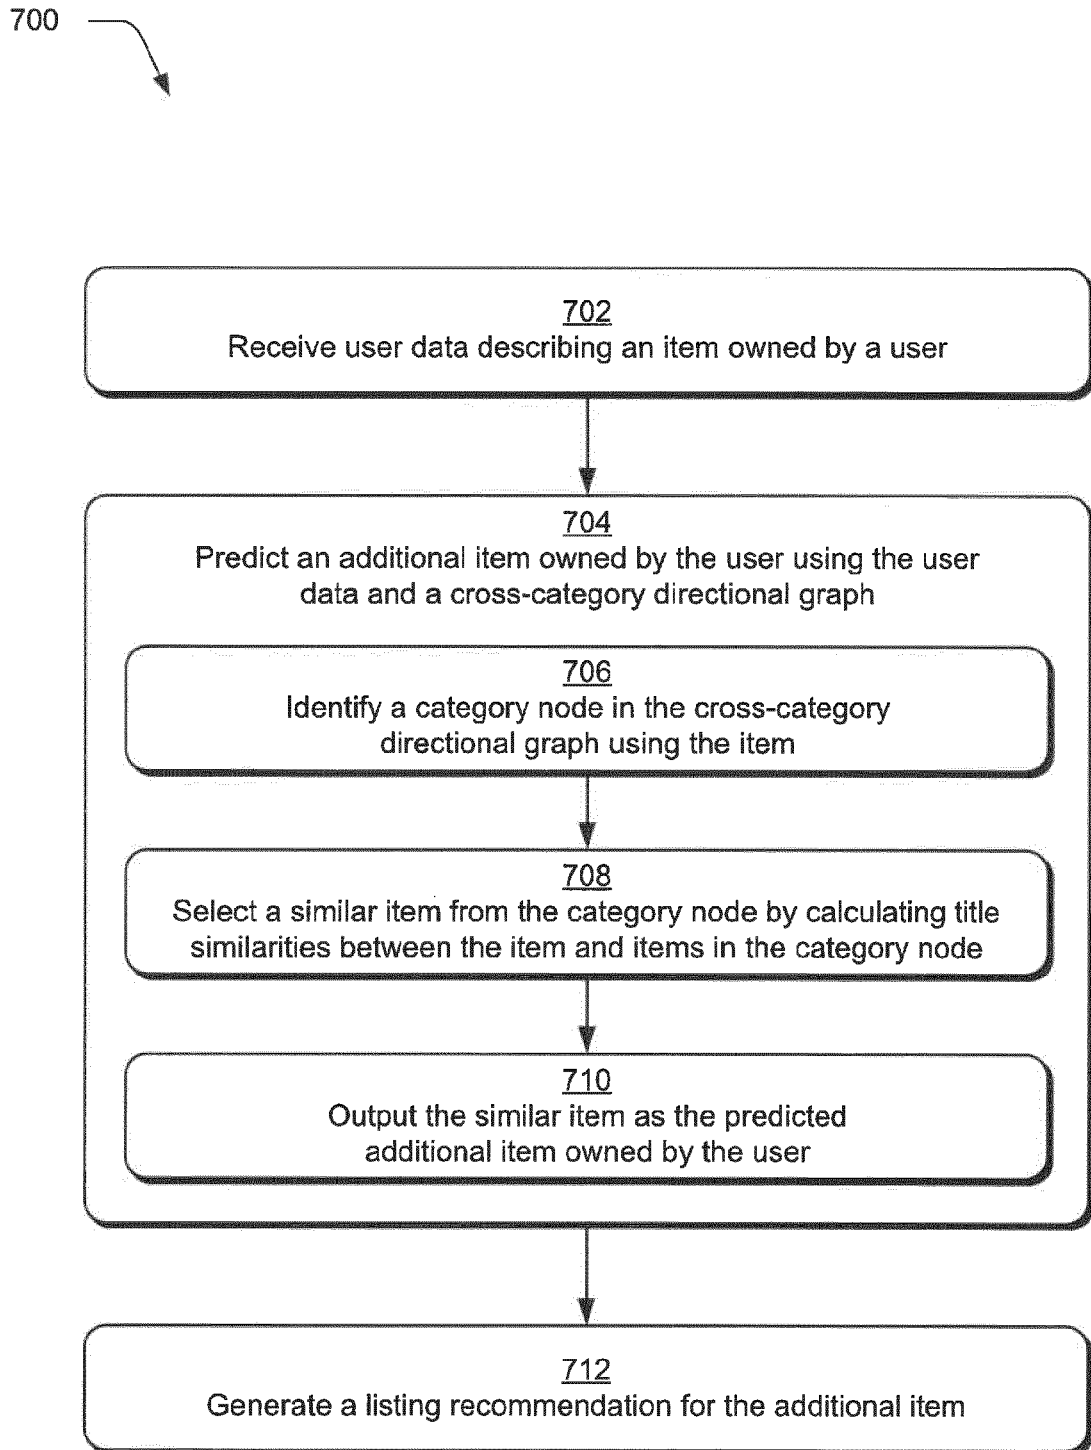 700
702
Receive user data describing an item owned by a user
704
Predict an additional item owned by the user using the user
data and a cross-category directional graph
706
Identify a category node in the cross-category
directional graph using the item
708
Select a similar item from the category node by calculating title
similarities between the item and items in the category node
710
Output the similar item as the predicted
additional item owned by the user
712
Generate a listing recommendation for the additional item